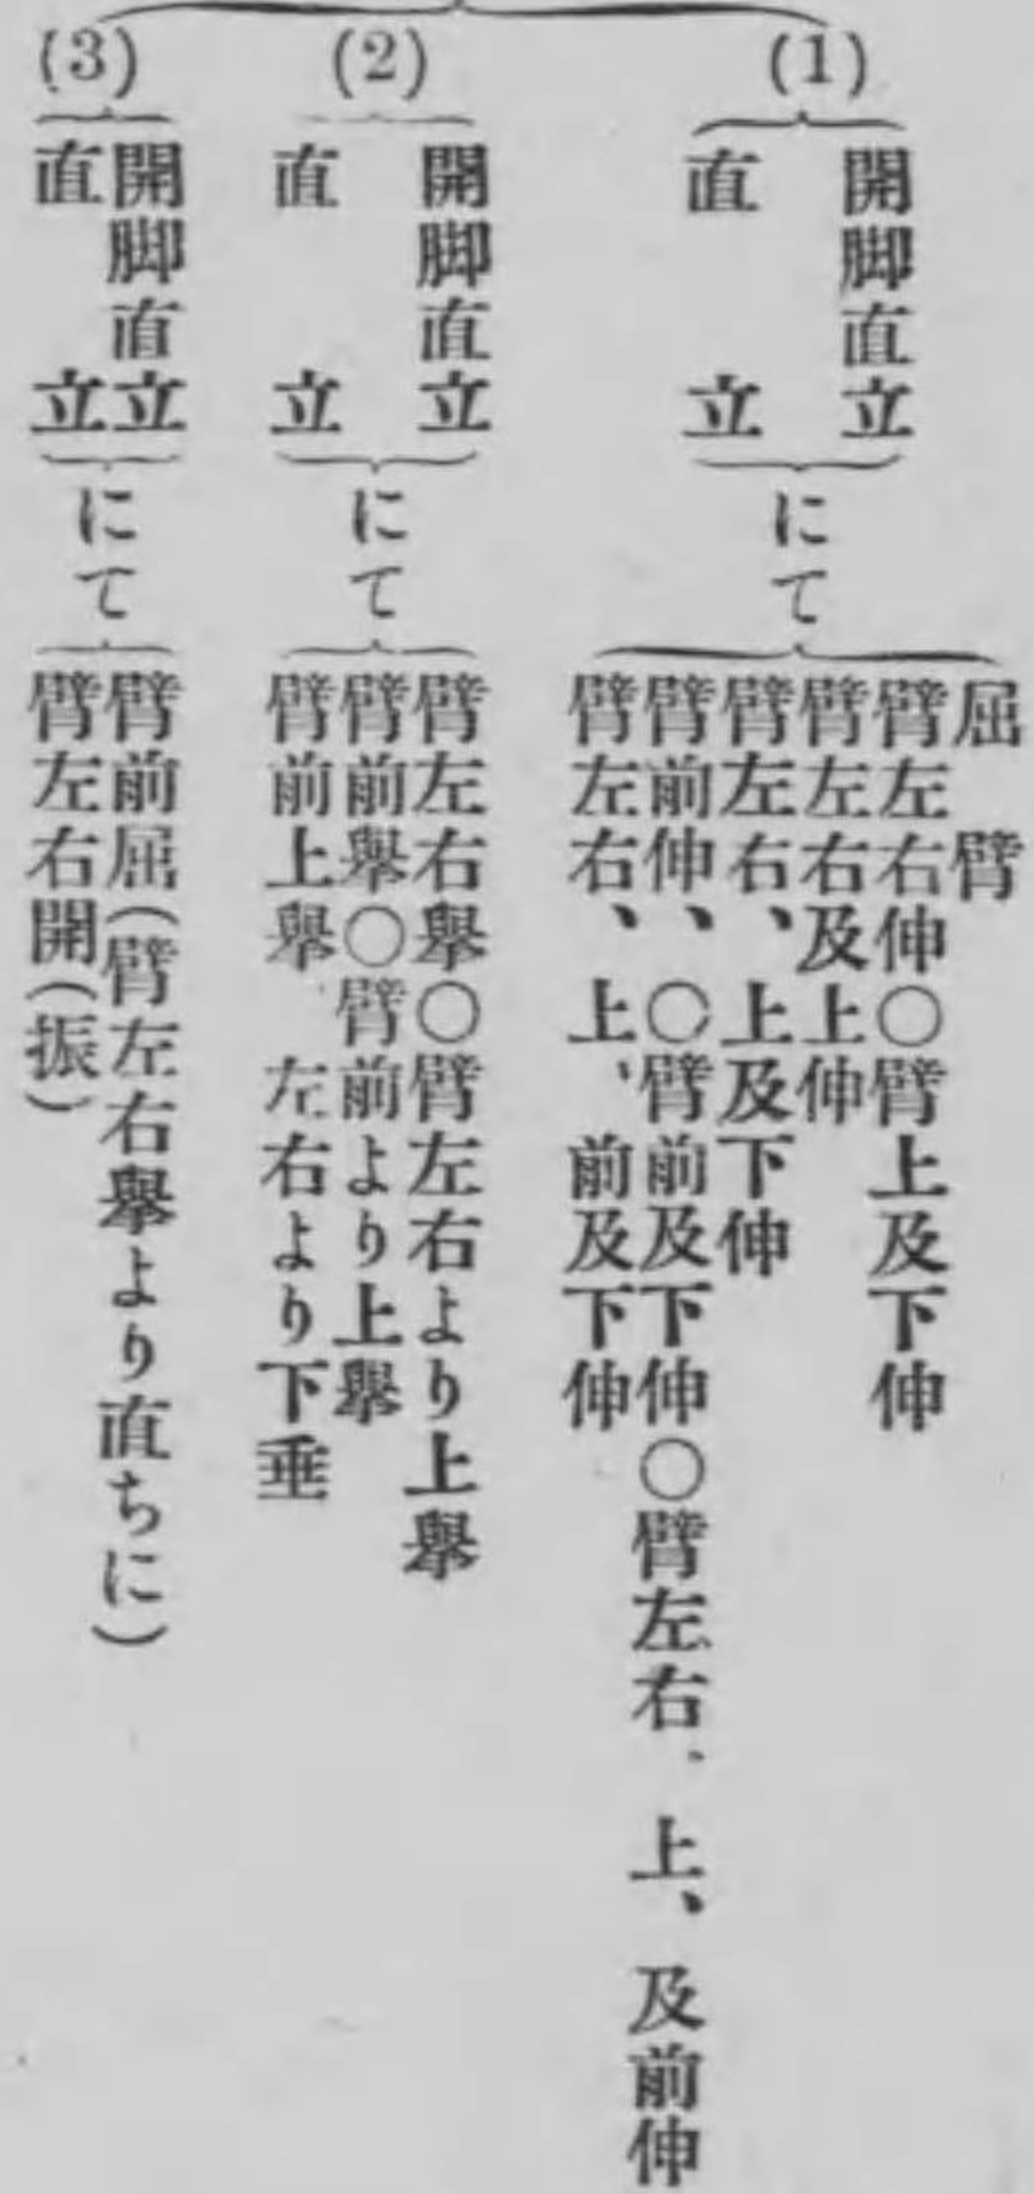 (1)
開脚直立
直立
にて
屈臂
臂左右伸○臂上及下伸
臂左右及上伸
臂左右、上及下伸
臂前伸、○臂前及下伸○臂左右、上、及前伸
臂左右、上、前及下伸
(2)
開脚直立
直立
にて
臂左右舉○臂左右より上舉
臂前舉○臂前より上舉
臂前上舉、左右より下垂
(3)
開脚直立
直立
にて
臂前屈(臂左右舉より直ちに)
臂左右開(振)